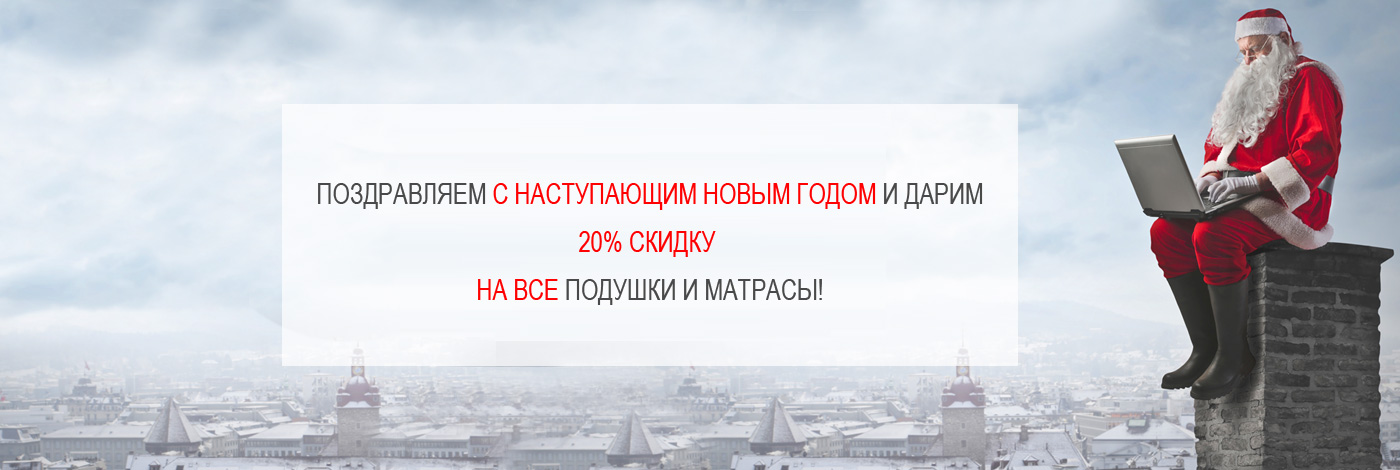 ПОЗДРАВЛЯЕМ С НАСТУПАЮЩИМ НОВЫМ ГОДОМ И ДАРИМ
20% СКИДКУ
НА ВСЕ ПОДУШКИ И МАТРАСЫ!